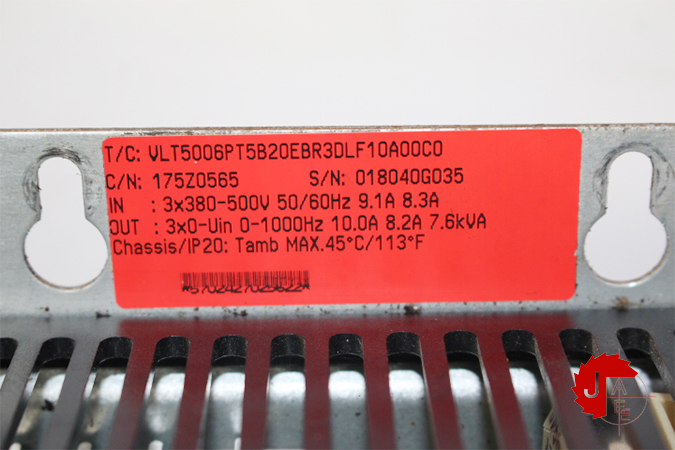 T/C: VLT5006PT5B20EBR3DLF10A00C0
C/N: 175Z0565 S/N: 018040G035
IN : 3x380-500V 50/60Hz 9.1A 8.3A
OUT : 3x0-Uin 0-1000Hz 10.0A 8.2A 7.6kVA
Chassis/IP20: Tamb MAX.45°C/113°F